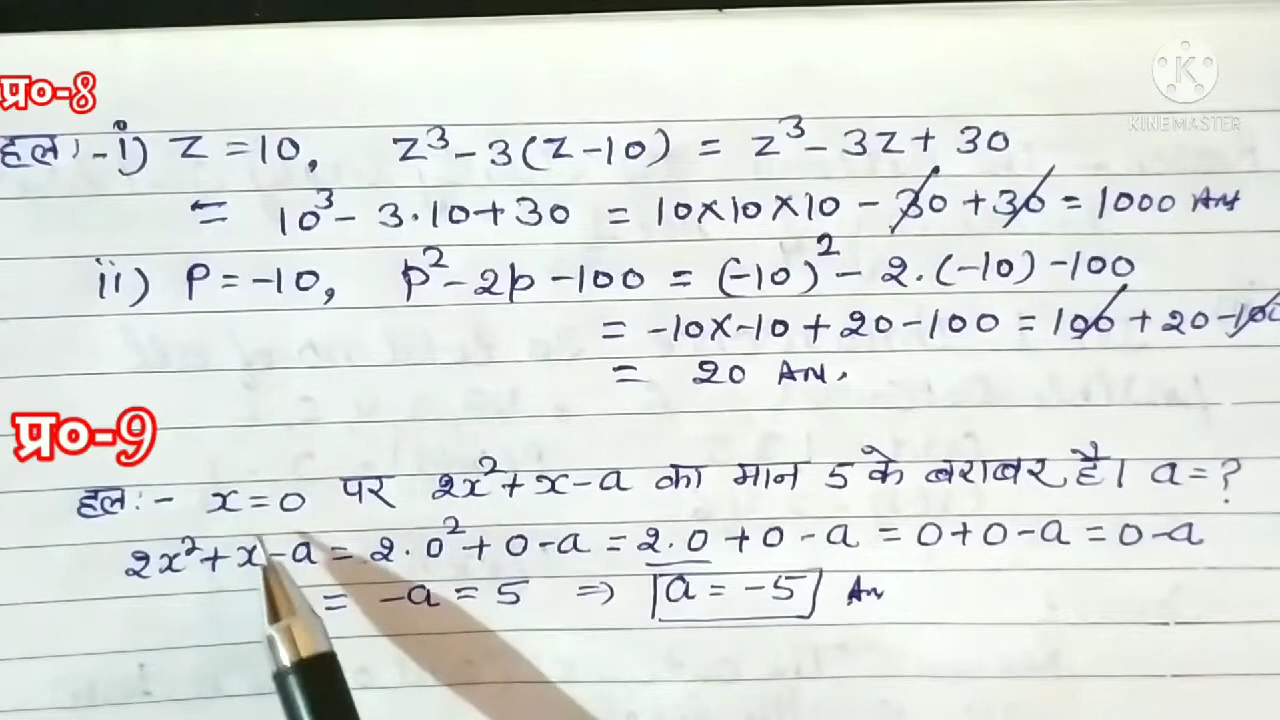 प्र०-8
हलः- i) z = 10, z³ - 3(z - 10) = z³ - 3z + 30
= 10³ - 3·10 + 30 = 10×10×10 - 30 + 30 = 1000 An
ii) P = -10, p² - 2p - 100 = (-10)² - 2·(-10) - 100
= -10×-10 + 20 - 100 = 100 + 20 - 100
= 20 An.
प्र०-9
हलः- x = 0 पर 2x² + x - a का मान 5 के बराबर है। a = ?
2x² + x - a = 2·0² + 0 - a = 2·0 + 0 - a = 0 + 0 - a = 0 - a
= -a = 5 ⇒ a = -5 An
K
KINEMASTER